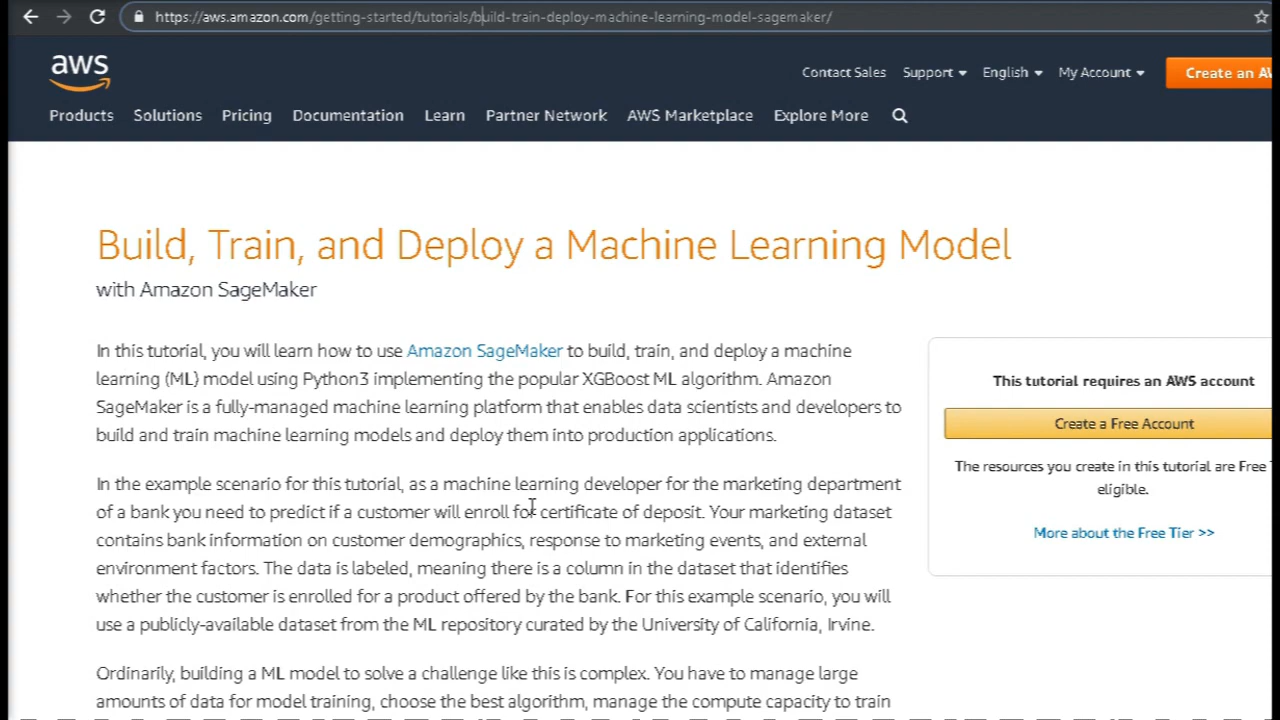 https://aws.amazon.com/getting-started/tutorials/build-train-deploy-machine-learning-model-sagemaker/
aws
Contact Sales Support English My Account Create an
Products Solutions Pricing Documentation Learn Partner Network AWS Marketplace Explore More
Build, Train, and Deploy a Machine Learning Model
with Amazon SageMaker
In this tutorial, you will learn how to use Amazon SageMaker to build, train, and deploy a machine
learning (ML) model using Python3 implementing the popular XGBoost ML algorithm. Amazon
SageMaker is a fully-managed machine learning platform that enables data scientists and developers to
build and train machine learning models and deploy them into production applications.
In the example scenario for this tutorial, as a machine learning developer for the marketing department
of a bank you need to predict if a customer will enroll for certificate of deposit. Your marketing dataset
contains bank information on customer demographics, response to marketing events, and external
environment factors. The data is labeled, meaning there is a column in the dataset that identifies
whether the customer is enrolled for a product offered by the bank. For this example scenario, you will
use a publicly-available dataset from the ML repository curated by the University of California, Irvine.
Ordinarily, building a ML model to solve a challenge like this is complex. You have to manage large
amounts of data for model training, choose the best algorithm, manage the compute capacity to train
This tutorial requires an AWS account
Create a Free Account
The resources you create in this tutorial are Free
eligible.
More about the Free Tier >>